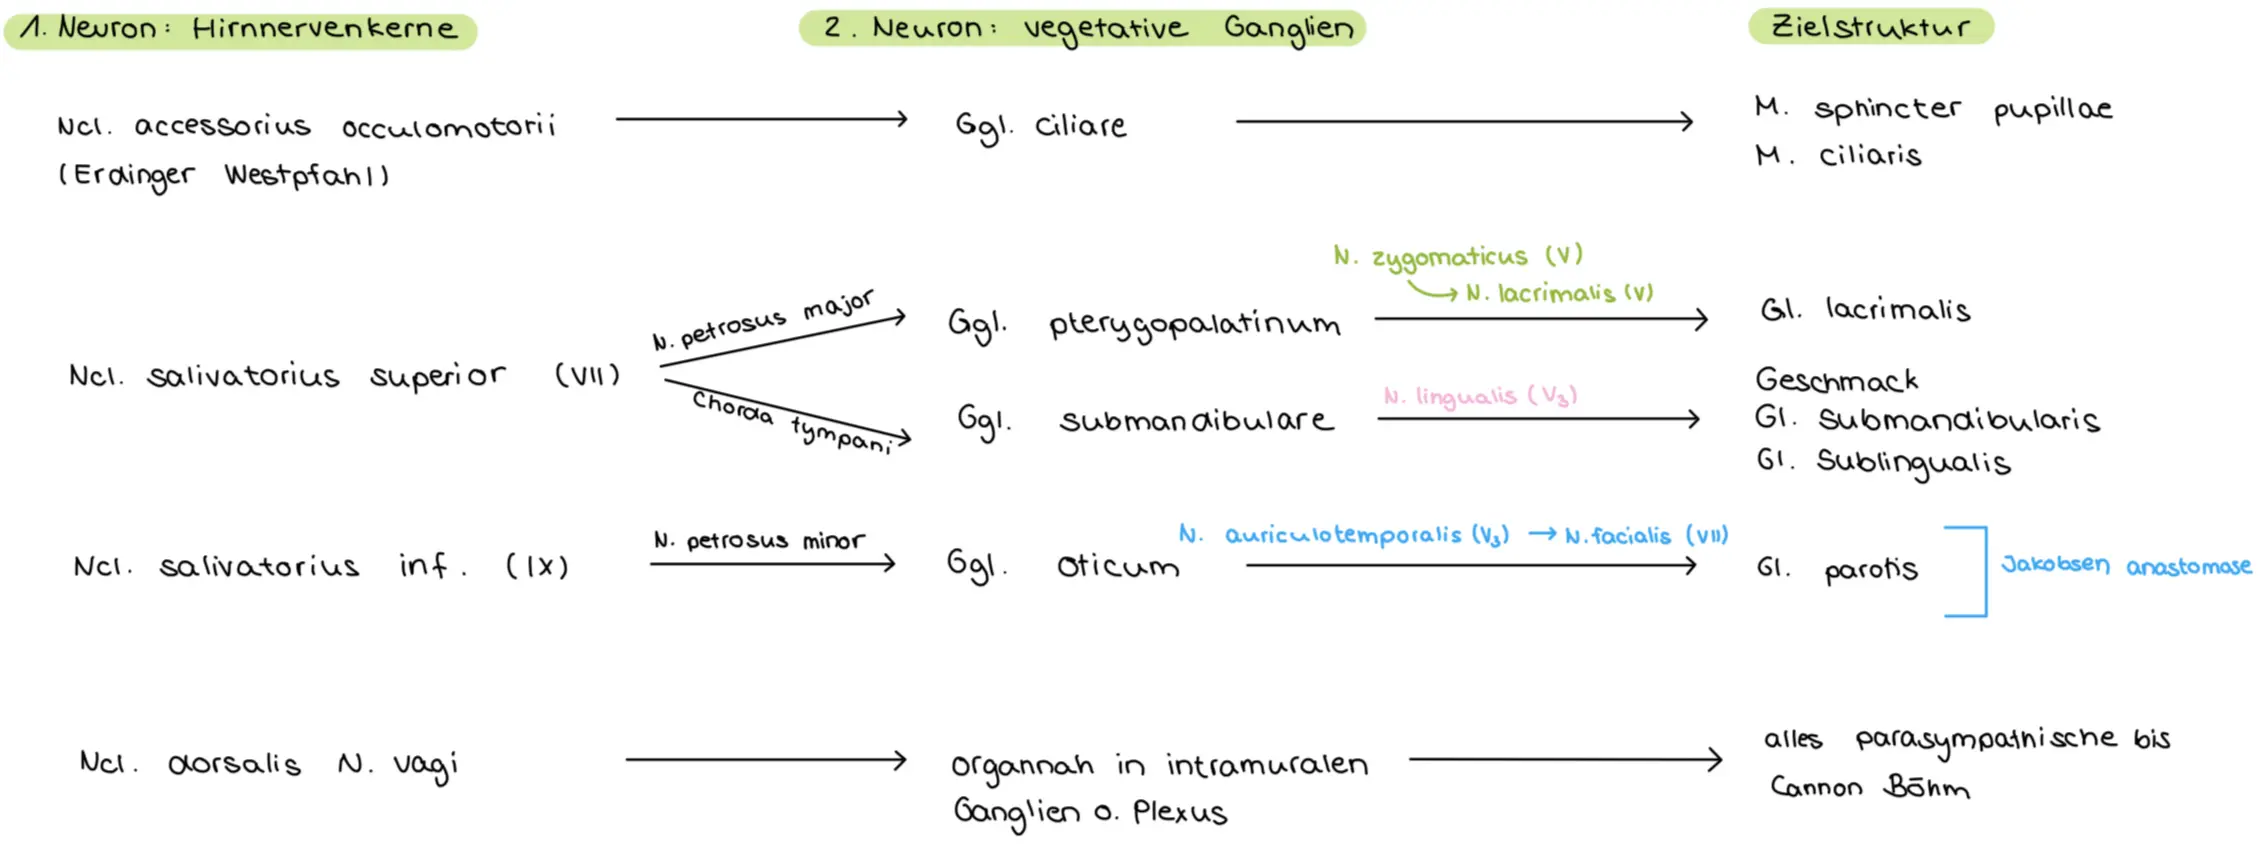 1. Neuron: Hirnnervenkerne
2. Neuron: vegetative Ganglien
Zielstruktur
Ncl. accessorius occulomotorii
(Erdinger Westpfahl)
Ggl. ciliare
M. sphincter pupillae
M. ciliaris
Ncl. salivatorius superior (VII)
N. petrosus major
Chorda tympani
Ggl. pterygopalatinum
N. zygomaticus (V)
→ N. lacrimalis (V)
Gl. lacrimalis
Ggl. submandibulare
N. lingualis (V₃)
Geschmack
Gl. Submandibularis
Gl. Sublingualis
Ncl. salivatorius inf. (IX)
N. petrosus minor
Ggl. oticum
N. auriculotemporalis (V₃) → N. facialis (VII)
Gl. parotis
Jakobsen anastomose
Ncl. dorsalis N. vagi
organnah in intramuralen
Ganglien o. Plexus
alles parasympathische bis
Cannon Böhm